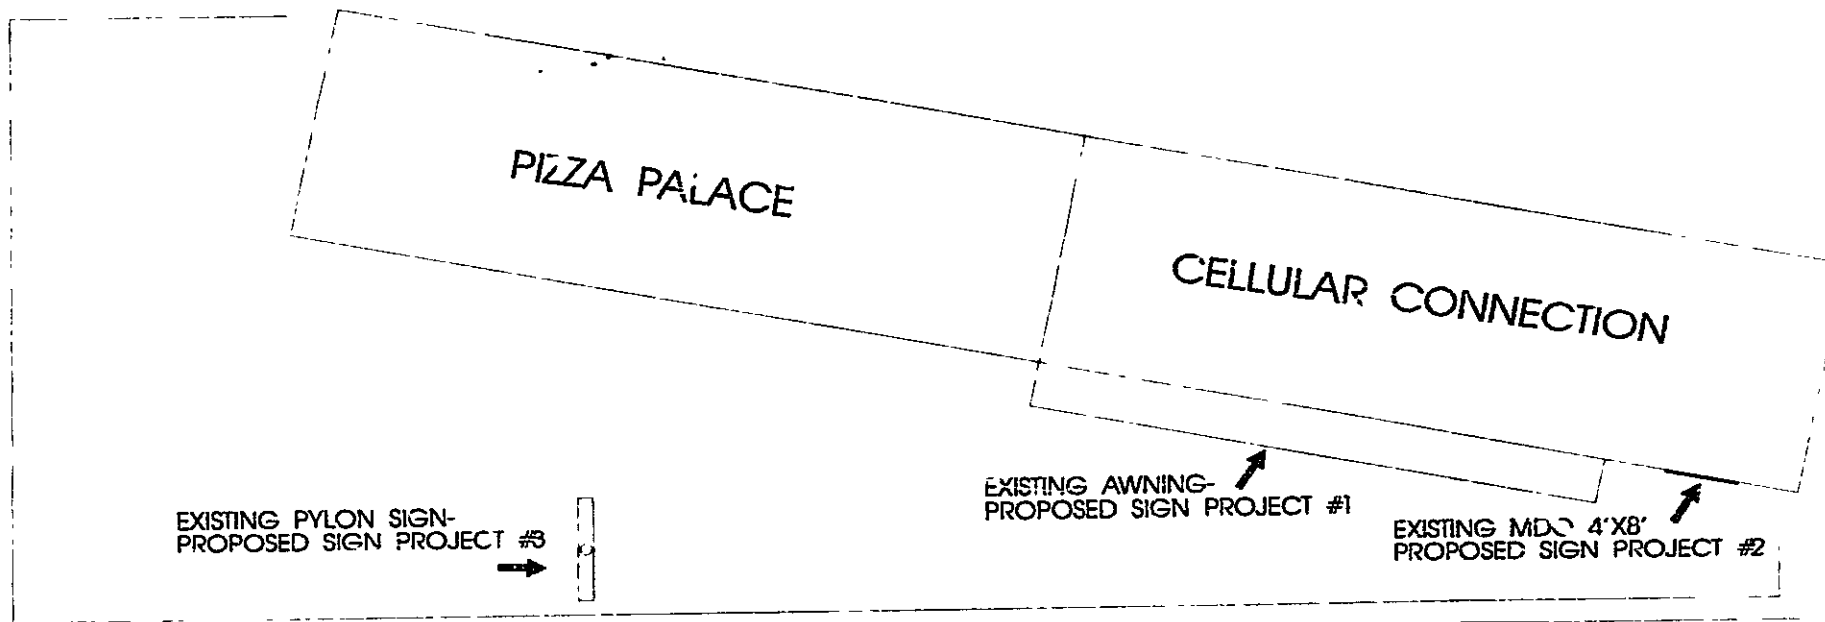 PIZZA PALACE
CELLULAR CONNECTION
EXISTING AWNING-
PROPOSED SIGN PROJECT #1
EXISTING MDO 4'X8'
PROPOSED SIGN PROJECT #2
EXISTING PYLON SIGN-
PROPOSED SIGN PROJECT #3